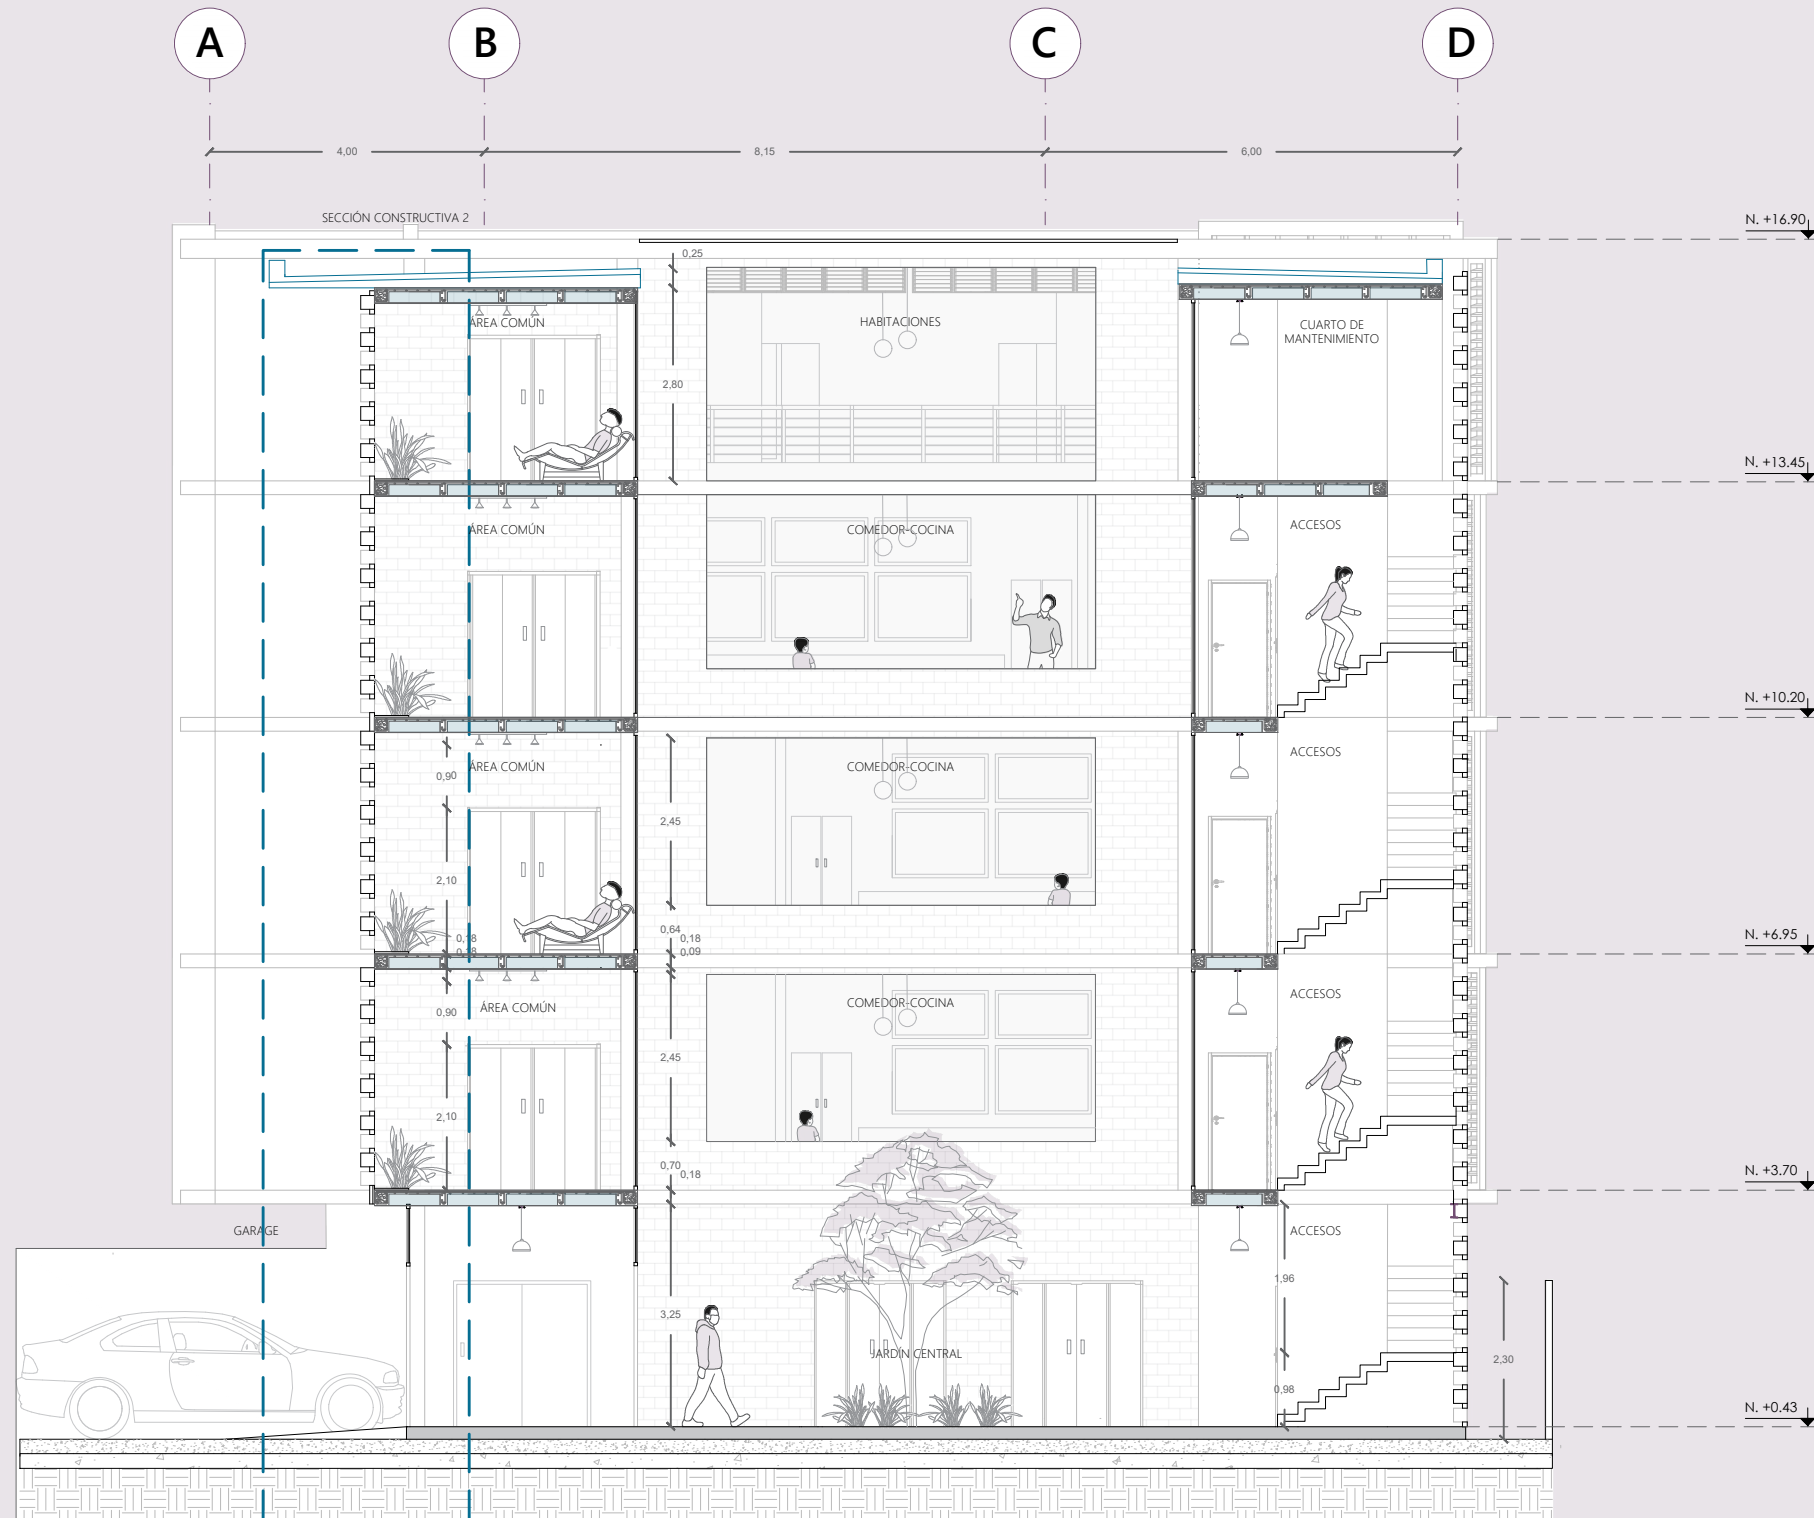 A B C D
4,00 8,15 6,00
SECCIÓN CONSTRUCTIVA 2
N. +16.90
0,25
ÁREA COMÚN
HABITACIONES
CUARTO DE
MANTENIMIENTO
2,80
N. +13.45
ÁREA COMÚN
COMEDOR-COCINA
ACCESOS
N. +10.20
ÁREA COMÚN
COMEDOR-COCINA
ACCESOS
0,90
2,45
2,10
0,64
0,18
0,18
0,18
0,09
N. +6.95
ÁREA COMÚN
COMEDOR-COCINA
ACCESOS
0,90
2,45
2,10
0,70
0,18
N. +3.70
GARAGE
ACCESOS
1,96
3,25
JARDÍN CENTRAL
2,30
0,98
N. +0.43